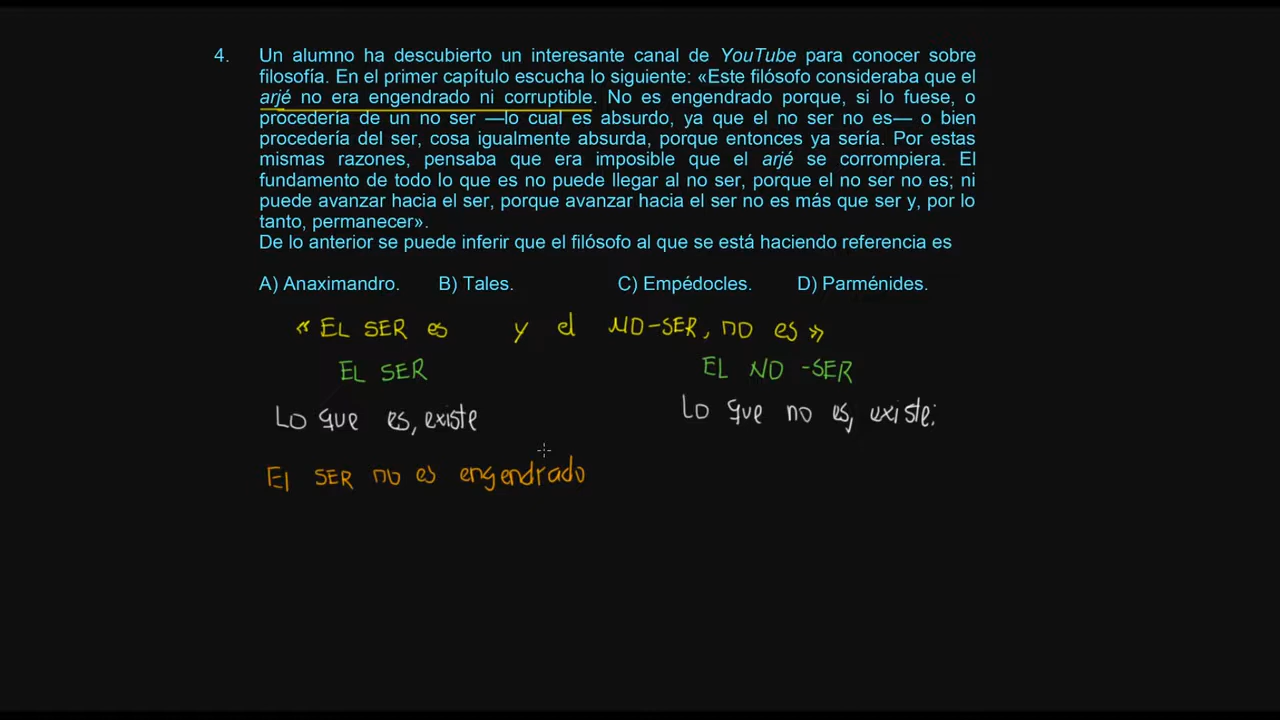 4. Un alumno ha descubierto un interesante canal de YouTube para conocer sobre
filosofía. En el primer capítulo escucha lo siguiente: «Este filósofo consideraba que el
arjé no era engendrado ni corruptible. No es engendrado porque, si lo fuese, o
procedería de un no ser —lo cual es absurdo, ya que el no ser no es— o bien
procedería del ser, cosa igualmente absurda, porque entonces ya sería. Por estas
mismas razones, pensaba que era imposible que el arjé se corrompiera. El
fundamento de todo lo que es no puede llegar al no ser, porque el no ser no es; ni
puede avanzar hacia el ser, porque avanzar hacia el ser no es más que ser y, por lo
tanto, permanecer».
De lo anterior se puede inferir que el filósofo al que se está haciendo referencia es
A) Anaximandro. B) Tales. C) Empédocles. D) Parménides.
« EL SER es y el NO-SER, no es »
EL SER EL NO -SER
Lo que es, existe Lo que no es, existe:
El SER no es engendrado